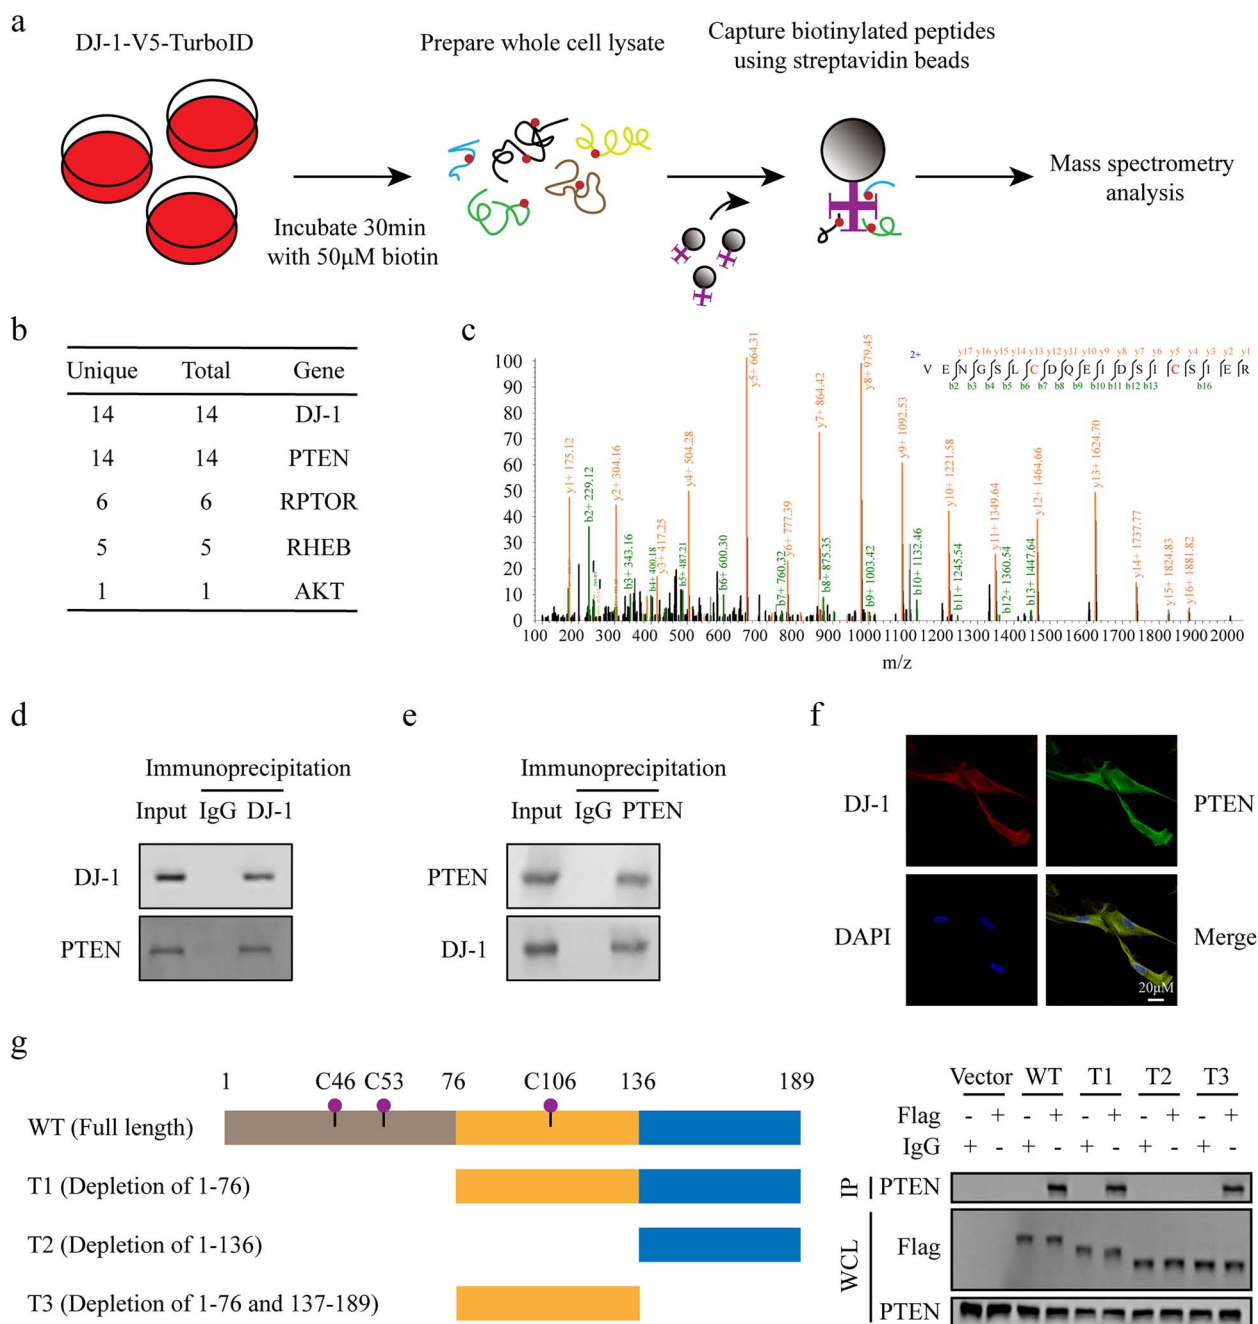 a
DJ-1-V5-TurboID
Prepare whole cell lysate
Capture biotinylated peptides
using streptavidin beads
Incubate 30min
with 50μM biotin
Mass spectrometry
analysis
b
Unique Total Gene
14 14 DJ-1
14 14 PTEN
6 6 RPTOR
5 5 RHEB
1 1 AKT
c
100
90
80
70
60
50
40
30
20
10
0
100 200 300 400 500 600 700 800 900 1000 1100 1200 1300 1400 1500 1600 1700 1800 1900 2000
m/z
y1+ 175.12
b2+ 229.12
y2+ 304.16
b3+ 343.16
b4+ 400.18
y3+ 417.25
b5+ 487.21
y4+ 504.28
b6+ 600.30
y5+ 664.31
b7+ 760.32
y6+ 777.39
y7+ 864.42
b8+ 875.35
y8+ 979.45
b9+ 1003.42
y9+ 1092.53
b10+ 1132.46
y10+ 1221.58
b11+ 1245.54
y11+ 1349.64
b12+ 1360.54
b13+ 1447.64
y12+ 1464.66
y13+ 1624.70
y14+ 1737.77
y15+ 1824.83
y16+ 1881.82
2+
y17 y16 y15 y14 y13 y12 y11 y10 y9 y8 y7 y6 y5 y4 y3 y2 y1
V E N G S L C D Q E I D S I C S I E R
b2 b3 b4 b5 b6 b7 b8 b9 b10 b11 b12 b13 b16
d
Immunoprecipitation
Input IgG DJ-1
DJ-1
PTEN
e
Immunoprecipitation
Input IgG PTEN
PTEN
DJ-1
f
DJ-1
PTEN
DAPI
Merge
20μM
g
1 C46 C53 76 C106 136 189
WT (Full length)
T1 (Depletion of 1-76)
T2 (Depletion of 1-136)
T3 (Depletion of 1-76 and 137-189)
Vector WT T1 T2 T3
Flag - + - + - + - + - +
IgG + - + - + - + - + -
IP
PTEN
WCL
Flag
PTEN